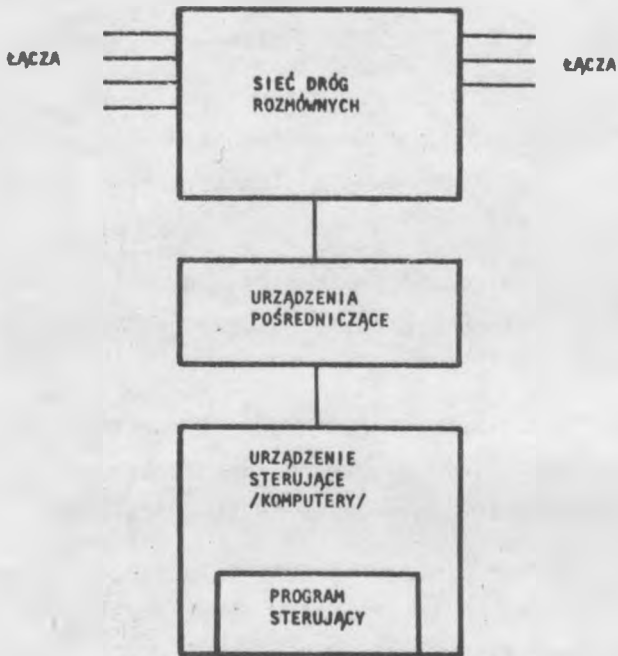 ŁĄCZA
ŁĄCZA
SIEĆ DRÓG
ROZMÓWNYCH
URZĄDZENIA
POŚREDNICZĄCE
URZĄDZENIE
STERUJĄCE
/KOMPUTERY/
PROGRAM
STERUJĄCY